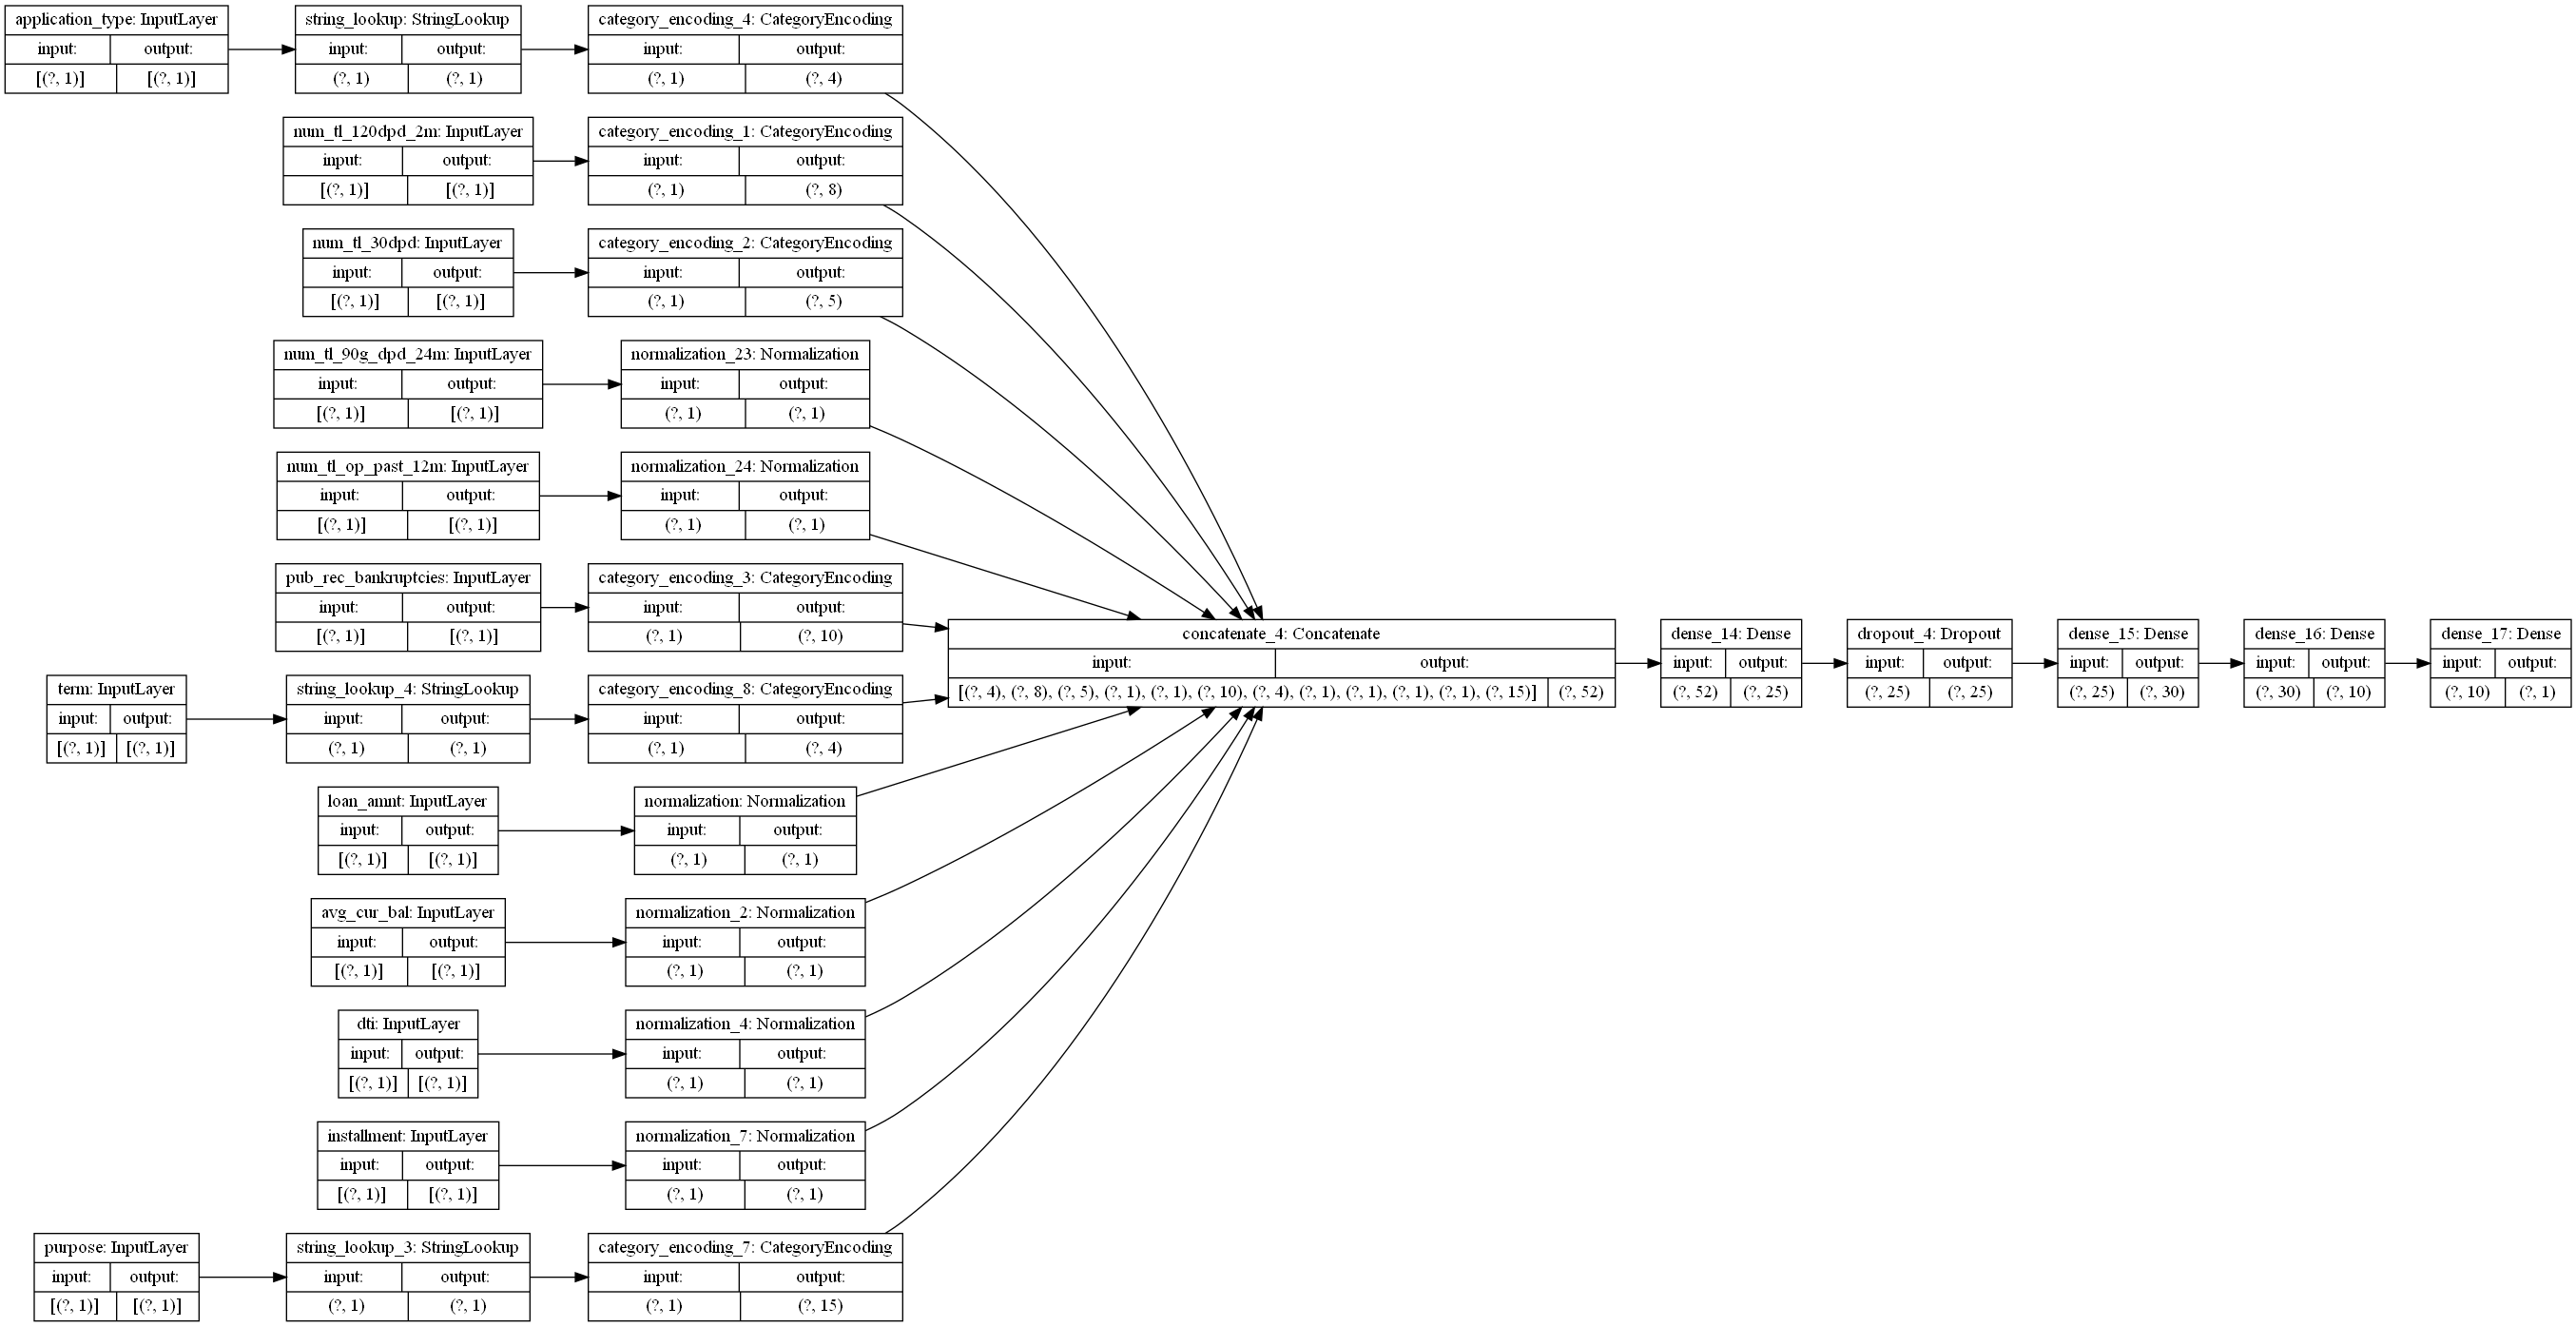 application_type: InputLayer
input: output:
[(?, 1)] [(?, 1)]
string_lookup: StringLookup
input: output:
(?, 1) (?, 1)
category_encoding_4: CategoryEncoding
input: output:
(?, 1) (?, 4)
num_tl_120dpd_2m: InputLayer
input: output:
[(?, 1)] [(?, 1)]
category_encoding_1: CategoryEncoding
input: output:
(?, 1) (?, 8)
num_tl_30dpd: InputLayer
input: output:
[(?, 1)] [(?, 1)]
category_encoding_2: CategoryEncoding
input: output:
(?, 1) (?, 5)
num_tl_90g_dpd_24m: InputLayer
input: output:
[(?, 1)] [(?, 1)]
normalization_23: Normalization
input: output:
(?, 1) (?, 1)
num_tl_op_past_12m: InputLayer
input: output:
[(?, 1)] [(?, 1)]
normalization_24: Normalization
input: output:
(?, 1) (?, 1)
pub_rec_bankruptcies: InputLayer
input: output:
[(?, 1)] [(?, 1)]
category_encoding_3: CategoryEncoding
input: output:
(?, 1) (?, 10)
term: InputLayer
input: output:
[(?, 1)] [(?, 1)]
string_lookup_4: StringLookup
input: output:
(?, 1) (?, 1)
category_encoding_8: CategoryEncoding
input: output:
(?, 1) (?, 4)
loan_amnt: InputLayer
input: output:
[(?, 1)] [(?, 1)]
normalization: Normalization
input: output:
(?, 1) (?, 1)
avg_cur_bal: InputLayer
input: output:
[(?, 1)] [(?, 1)]
normalization_2: Normalization
input: output:
(?, 1) (?, 1)
dti: InputLayer
input: output:
[(?, 1)] [(?, 1)]
normalization_4: Normalization
input: output:
(?, 1) (?, 1)
installment: InputLayer
input: output:
[(?, 1)] [(?, 1)]
normalization_7: Normalization
input: output:
(?, 1) (?, 1)
purpose: InputLayer
input: output:
[(?, 1)] [(?, 1)]
string_lookup_3: StringLookup
input: output:
(?, 1) (?, 1)
category_encoding_7: CategoryEncoding
input: output:
(?, 1) (?, 15)
concatenate_4: Concatenate
input: output:
[(?, 4), (?, 8), (?, 5), (?, 1), (?, 1), (?, 10), (?, 4), (?, 1), (?, 1), (?, 1), (?, 1), (?, 15)] (?, 52)
dense_14: Dense
input: output:
(?, 52) (?, 25)
dropout_4: Dropout
input: output:
(?, 25) (?, 25)
dense_15: Dense
input: output:
(?, 25) (?, 30)
dense_16: Dense
input: output:
(?, 30) (?, 10)
dense_17: Dense
input: output:
(?, 10) (?, 1)